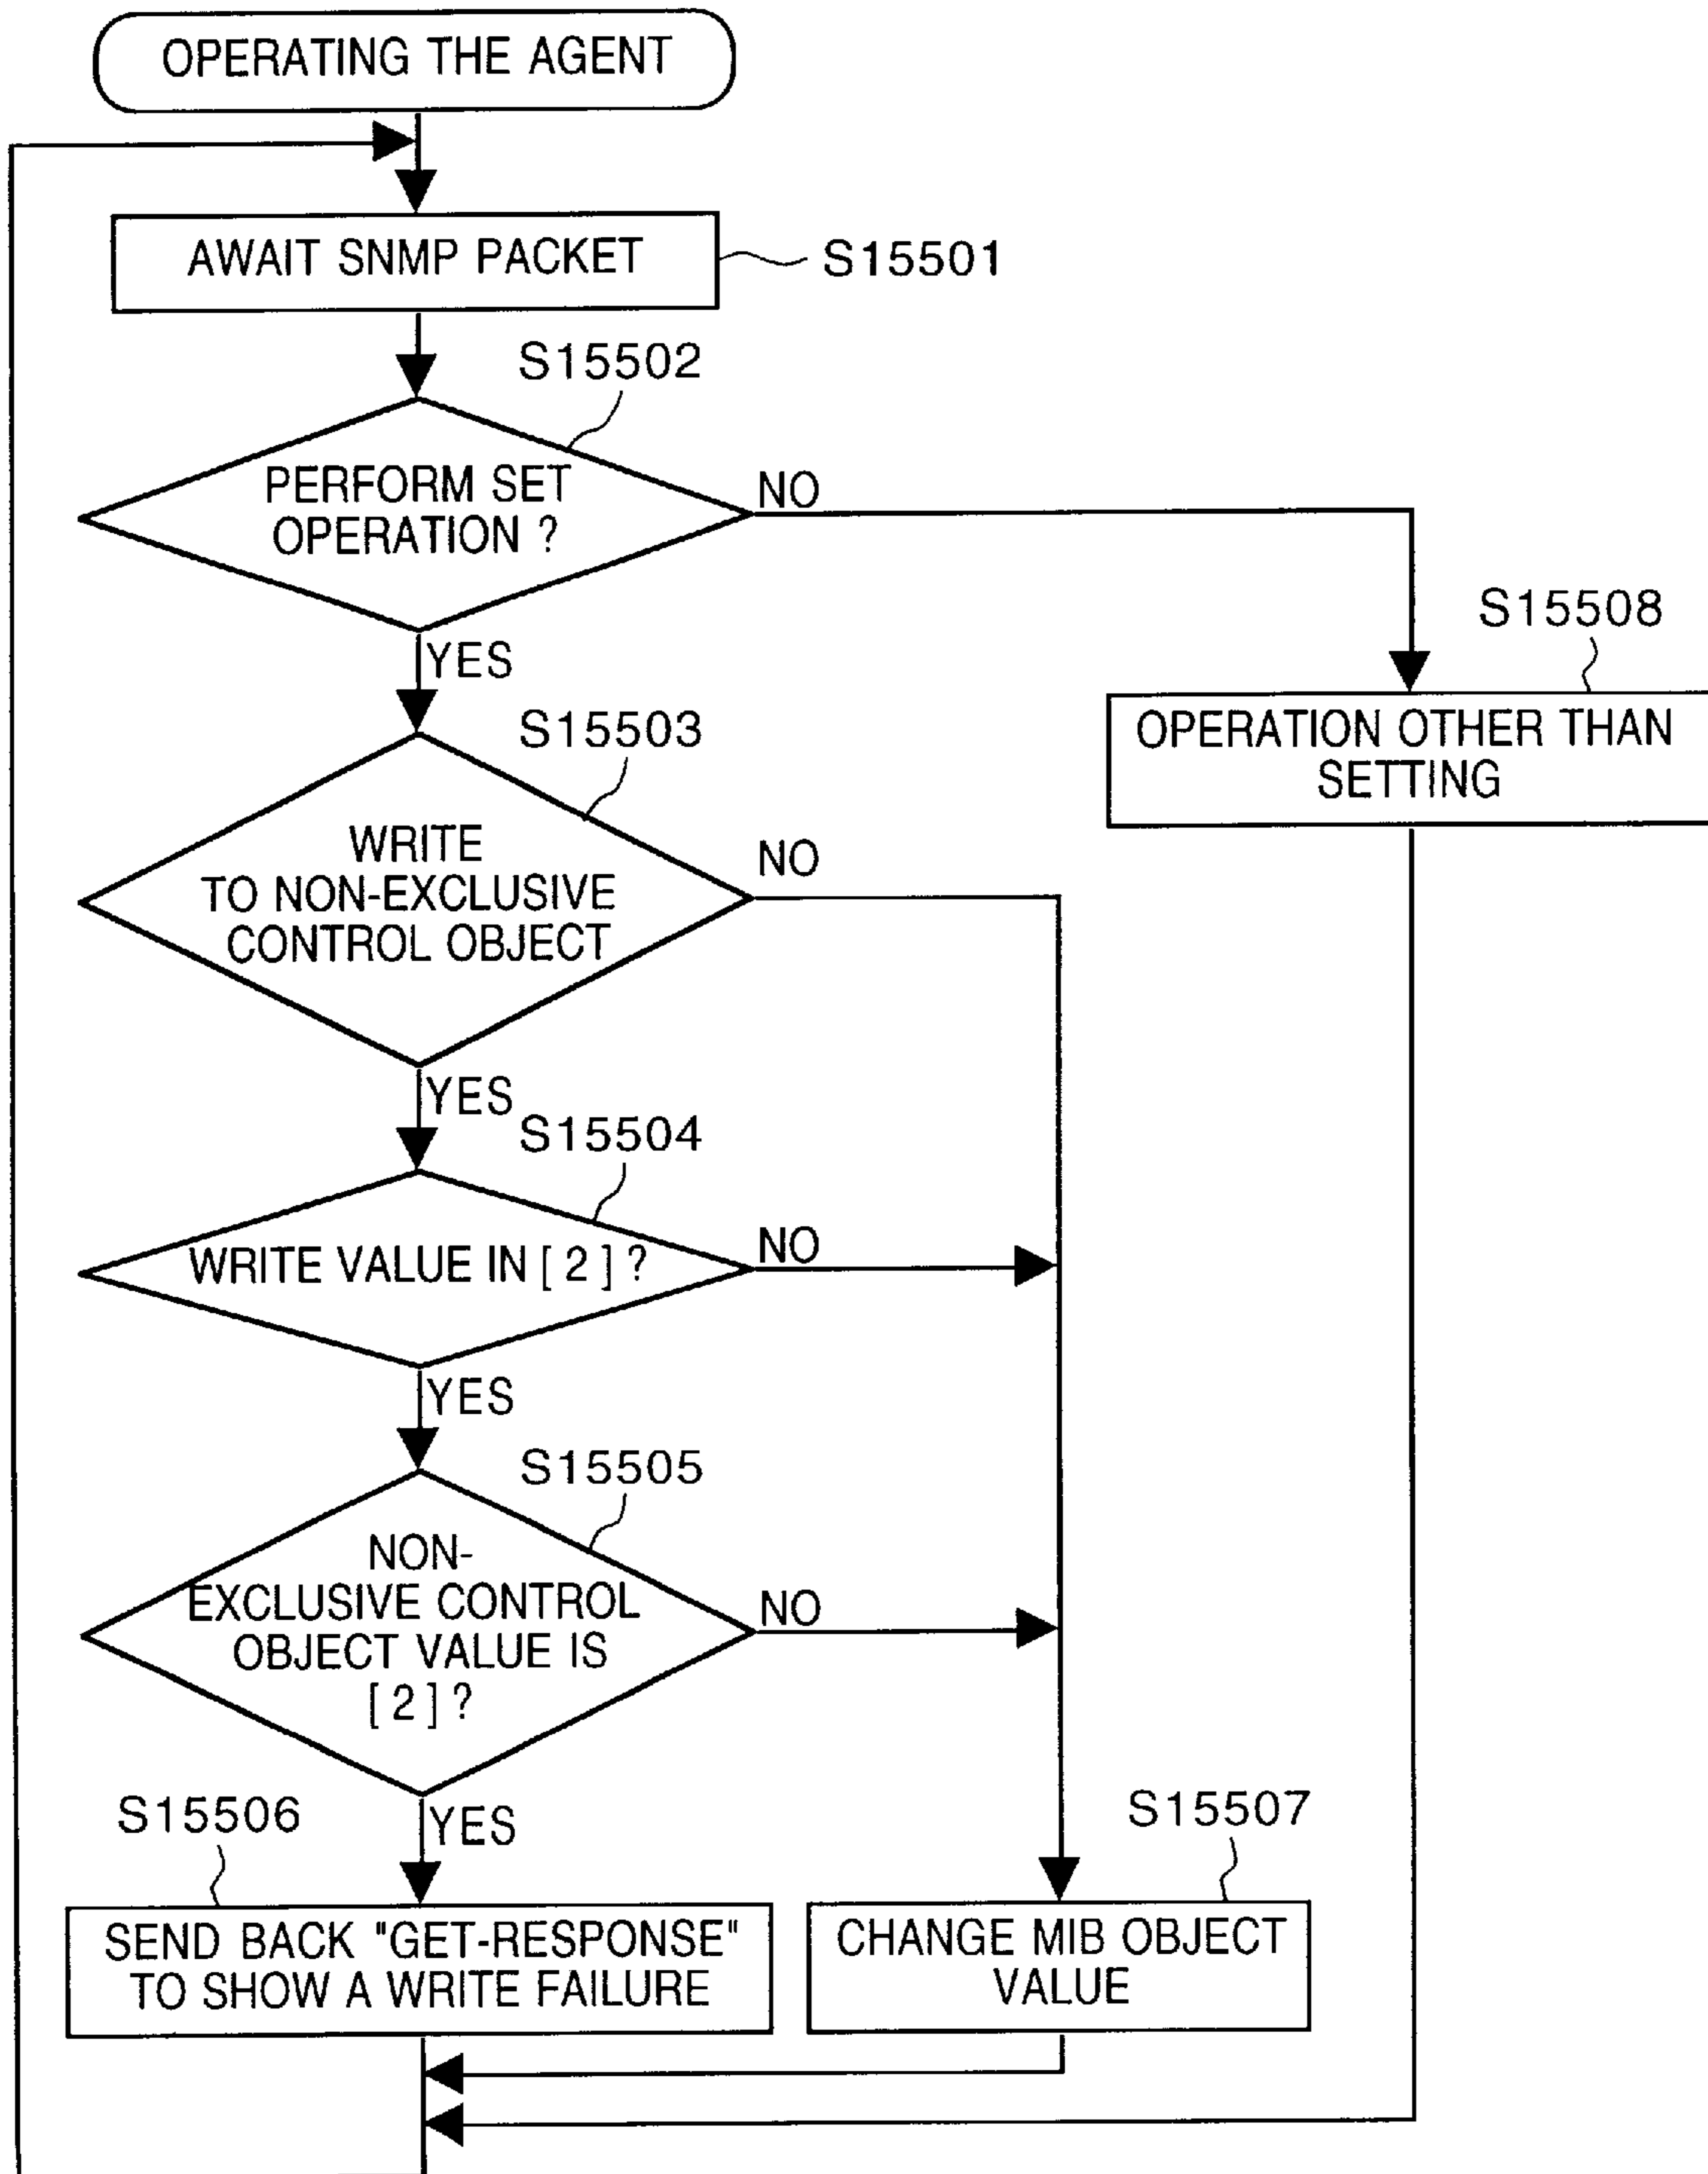 OPERATING THE AGENT
AWAIT SNMP PACKET
S15501
S15502
PERFORM SET
OPERATION ?
NO
YES
S15508
OPERATION OTHER THAN
SETTING
S15503
WRITE
TO NON-EXCLUSIVE
CONTROL OBJECT
NO
YES
S15504
WRITE VALUE IN [ 2 ] ?
NO
YES
S15505
NON-
EXCLUSIVE CONTROL
OBJECT VALUE IS
[ 2 ] ?
NO
YES
S15506
SEND BACK "GET-RESPONSE"
TO SHOW A WRITE FAILURE
S15507
CHANGE MIB OBJECT
VALUE